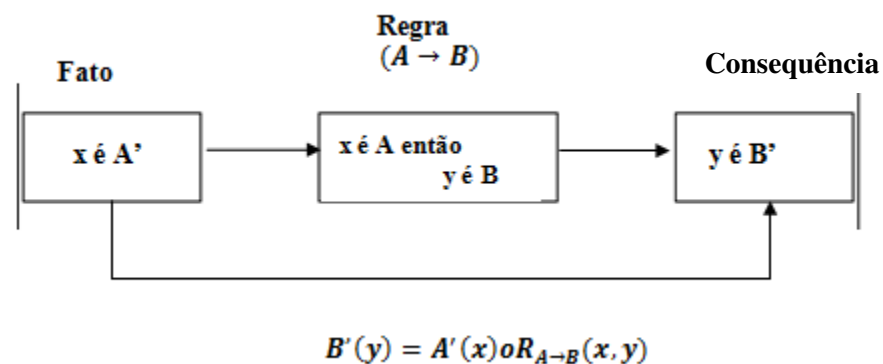 Regra
(A → B)
Fato
Consequência
x é A’
x é A então
y é B
y é B’
B′(y) = A′(x)oR_{A→B}(x, y)